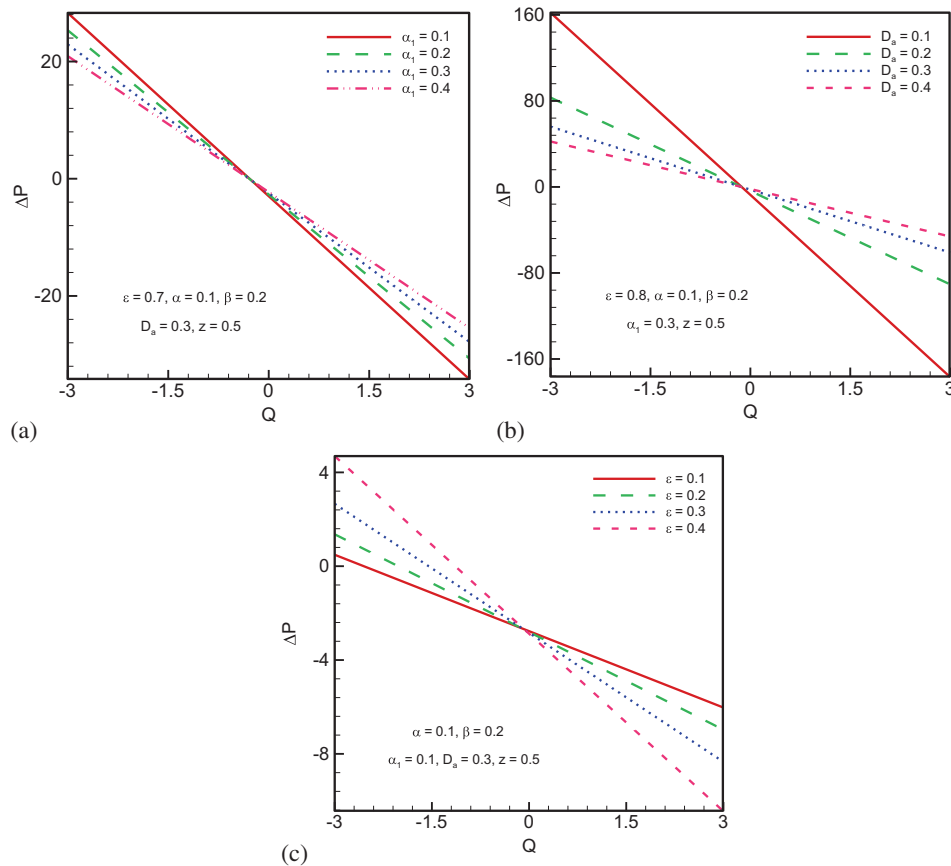 20
0
-20
ΔP
-3
-1.5
0
1.5
3
Q
α₁ = 0.1
α₁ = 0.2
α₁ = 0.3
α₁ = 0.4
ε = 0.7, α = 0.1, β = 0.2
Dₐ = 0.3, z = 0.5
(a)
160
80
0
-80
-160
ΔP
-3
-1.5
0
1.5
3
Q
Dₐ = 0.1
Dₐ = 0.2
Dₐ = 0.3
Dₐ = 0.4
ε = 0.8, α = 0.1, β = 0.2
α₁ = 0.3, z = 0.5
(b)
4
0
-4
-8
ΔP
-3
-1.5
0
1.5
3
Q
ε = 0.1
ε = 0.2
ε = 0.3
ε = 0.4
α = 0.1, β = 0.2
α₁ = 0.1, Dₐ = 0.3, z = 0.5
(c)